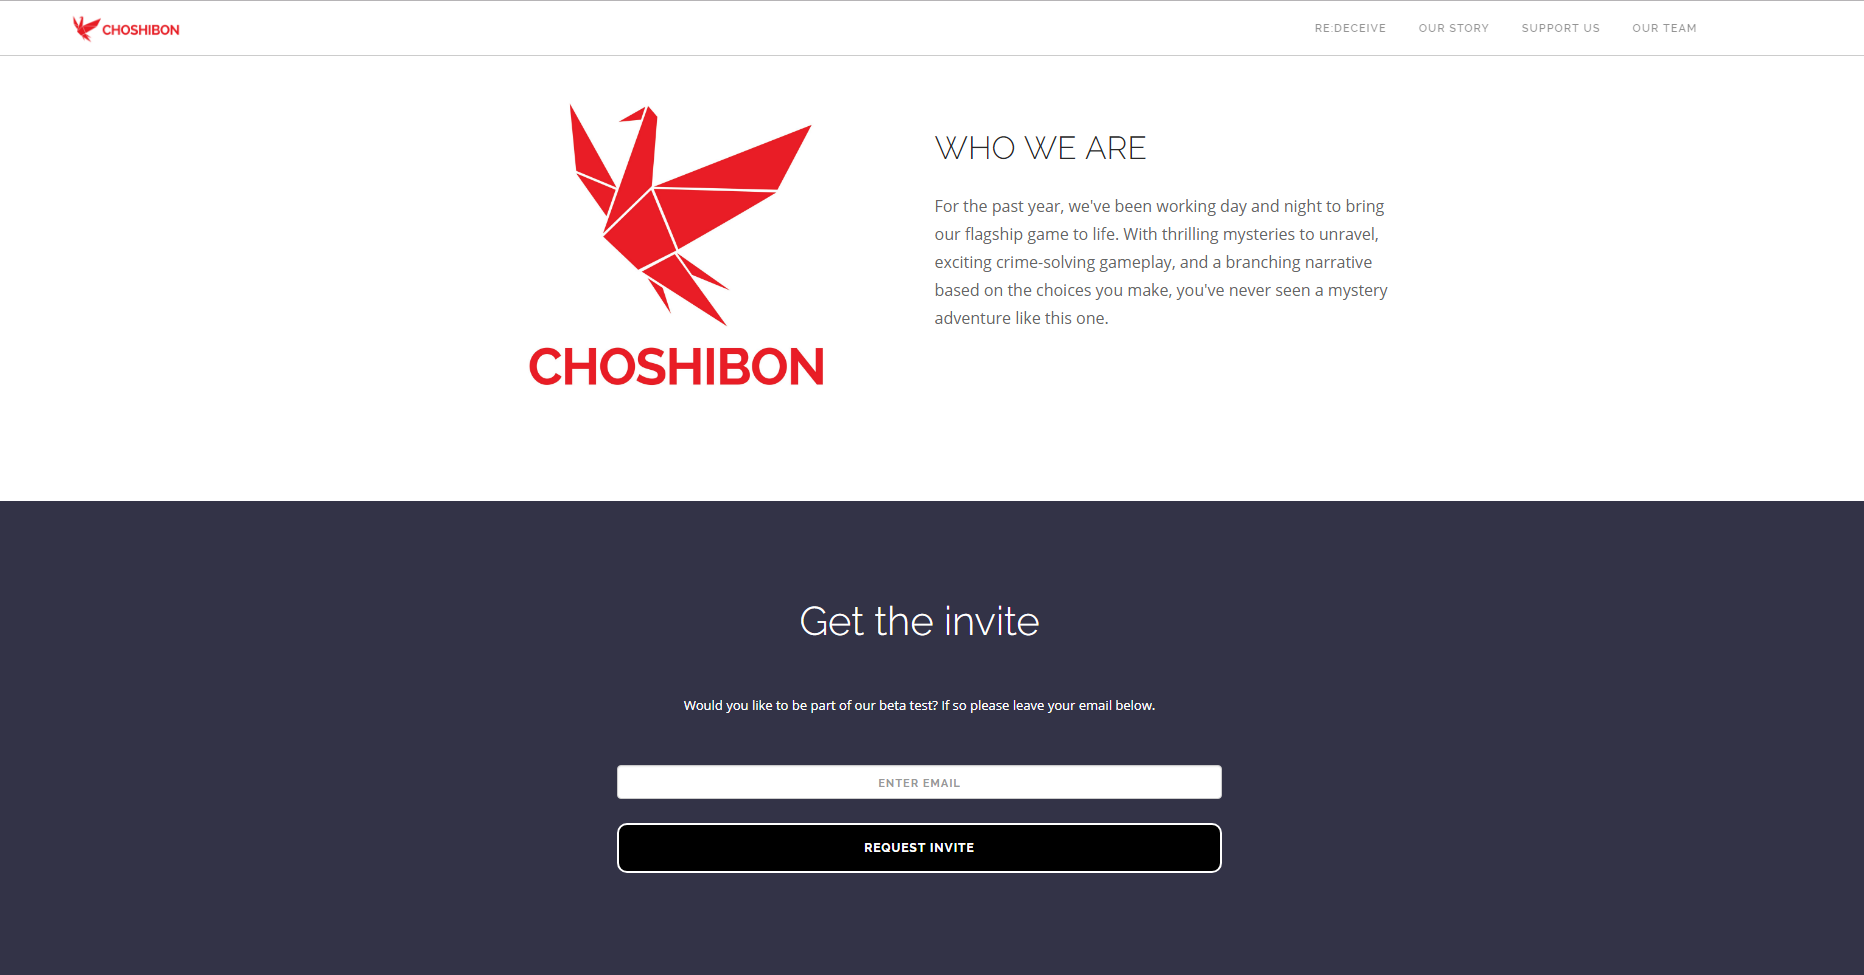 CHOSHIBON
RE:DECEIVE
OUR STORY
SUPPORT US
OUR TEAM
CHOSHIBON
WHO WE ARE
For the past year, we've been working day and night to bring
our flagship game to life. With thrilling mysteries to unravel,
exciting crime-solving gameplay, and a branching narrative
based on the choices you make, you've never seen a mystery
adventure like this one.
Get the invite
Would you like to be part of our beta test? If so please leave your email below.
ENTER EMAIL
REQUEST INVITE